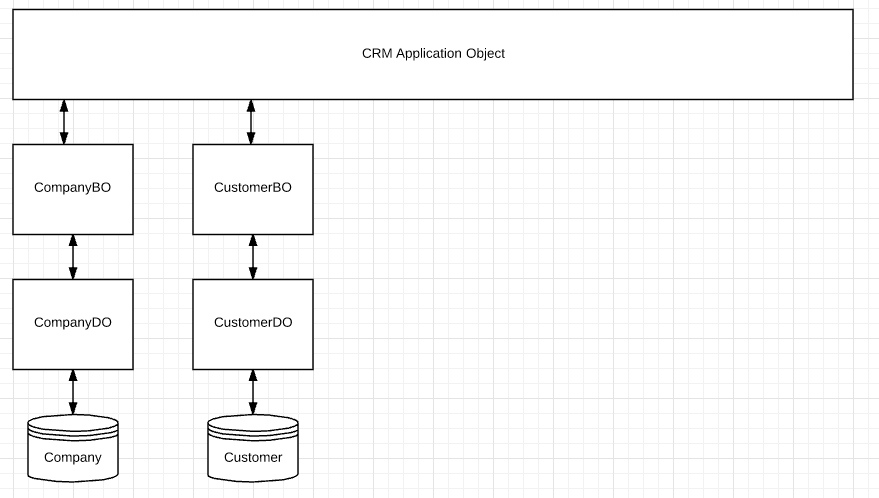 CRM Application Object
CompanyBO
CustomerBO
CompanyDO
CustomerDO
Company
Customer